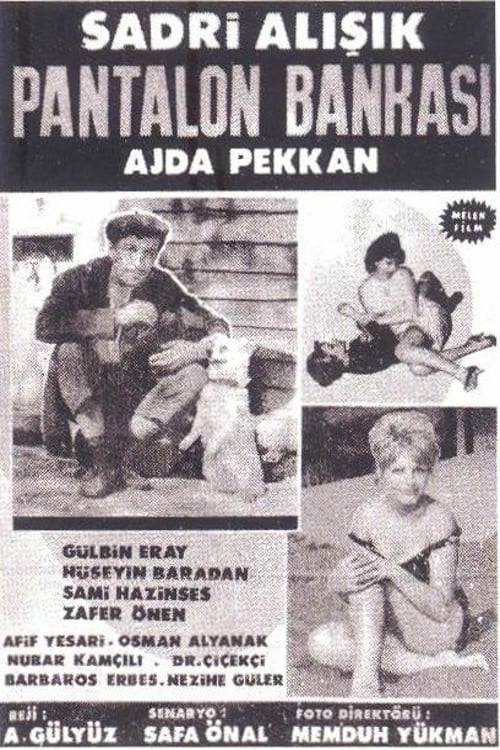 SADRİ ALIŞIK
PANTALON BANKASI
AJDA PEKKAN
MELEK
FİLM
GÜLBİN ERAY
HÜSEYİN BARADAN
SAMİ HAZİNSES
ZAFER ÖNEN
AFİF YESARİ. OSMAN ALYANAK
NUBAR KAMÇILI . DR.ÇİÇEKÇİ
BARBAROS ERBES. NEZİHE GÜLER
REJİ :
A. GÜLYÜZ
SENARYO :
SAFA ÖNAL
FOTO DİREKTÖRÜ :
MEMDUH YÜKMAN